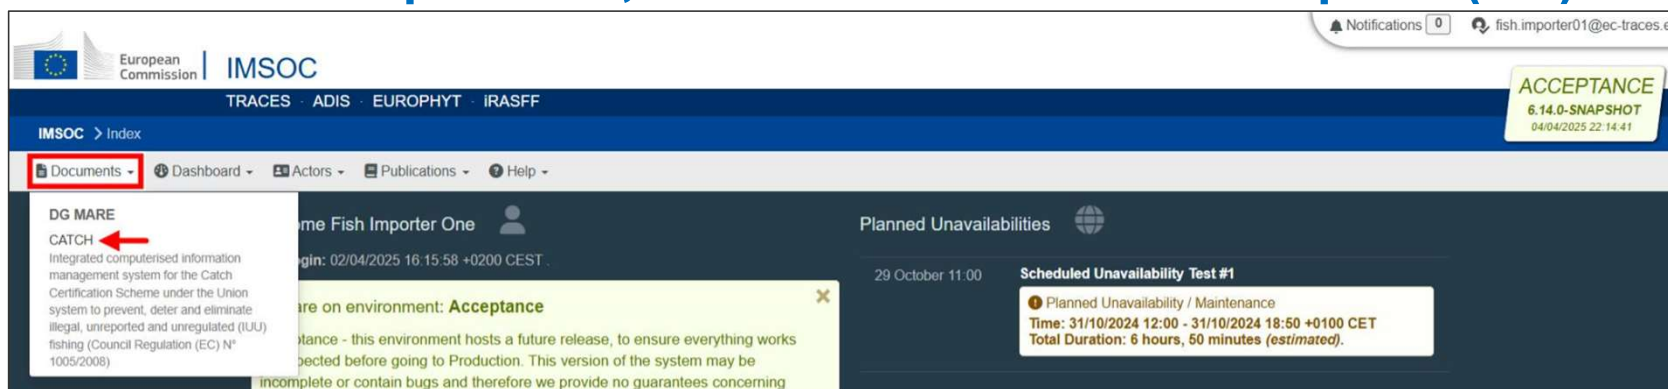 Notifications 0 fish.importer01@ec-traces.e
European
Commission
IMSOC
ACCEPTANCE
6.14.0-SNAPSHOT
04/04/2025 22:14:41
TRACES · ADIS · EUROPHYT · iRASFF
IMSOC > Index
Documents Dashboard Actors Publications Help
DG MARE
CATCH
Integrated computerised information
management system for the Catch
Certification Scheme under the Union
system to prevent, deter and eliminate
illegal, unreported and unregulated (IUU)
fishing (Council Regulation (EC) N°
1005/2008)
ome Fish Importer One
ogin: 02/04/2025 16:15:58 +0200 CEST .
are on environment: Acceptance
ptance - this environment hosts a future release, to ensure everything works
pected before going to Production. This version of the system may be
incomplete or contain bugs and therefore we provide no guarantees concerning
Planned Unavailabilities
29 October 11:00 Scheduled Unavailability Test #1
Planned Unavailability / Maintenance
Time: 31/10/2024 12:00 - 31/10/2024 18:50 +0100 CET
Total Duration: 6 hours, 50 minutes (estimated).